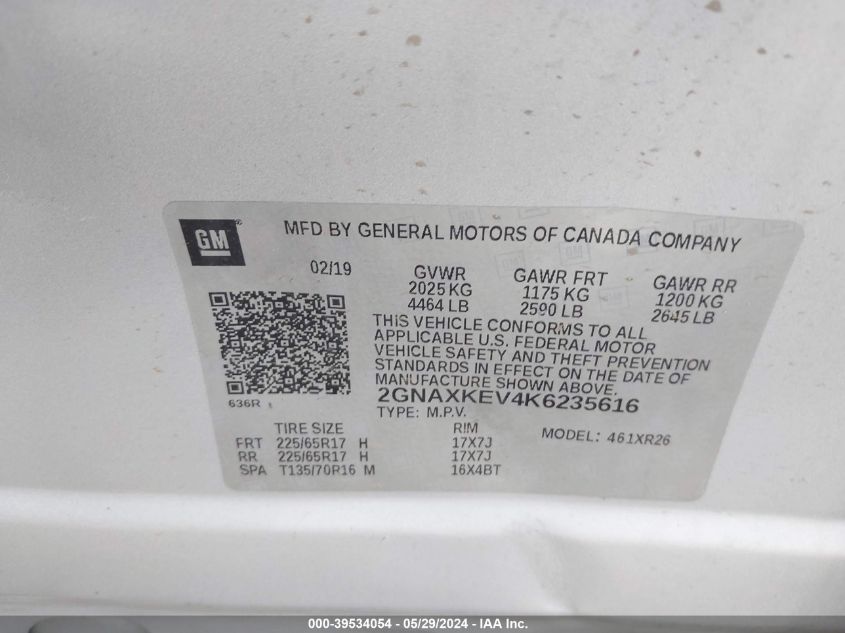 GM
MFD BY GENERAL MOTORS OF CANADA COMPANY
02/19
GVWR
2025 KG
4464 LB
GAWR FRT
1175 KG
2590 LB
GAWR RR
1200 KG
2645 LB
THIS VEHICLE CONFORMS TO ALL
APPLICABLE U.S. FEDERAL MOTOR
VEHICLE SAFETY AND THEFT PREVENTION
STANDARDS IN EFFECT ON THE DATE OF
MANUFACTURE SHOWN ABOVE.
2GNAXKEV4K6235616
636R
TYPE: M.P.V.
MODEL: 461XR26
TIRE SIZE RIM
FRT 225/65R17 H 17X7J
RR 225/65R17 H 17X7J
SPA T135/70R16 M 16X4BT
000-39534054 - 05/29/2024 - IAA Inc.